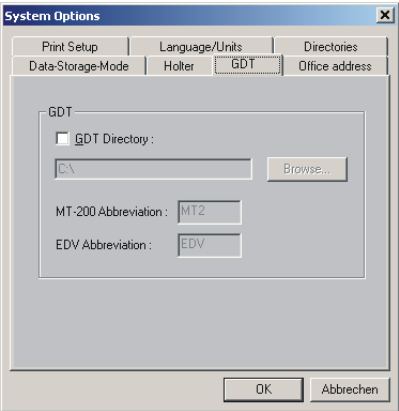 System Options
Print Setup Language/Units Directories
Data-Storage-Mode Holter GDT Office address
GDT
GDT Directory :
C:\ Browse...
MT-200 Abbreviation : MT2
EDV Abbreviation : EDV
OK Abbrechen